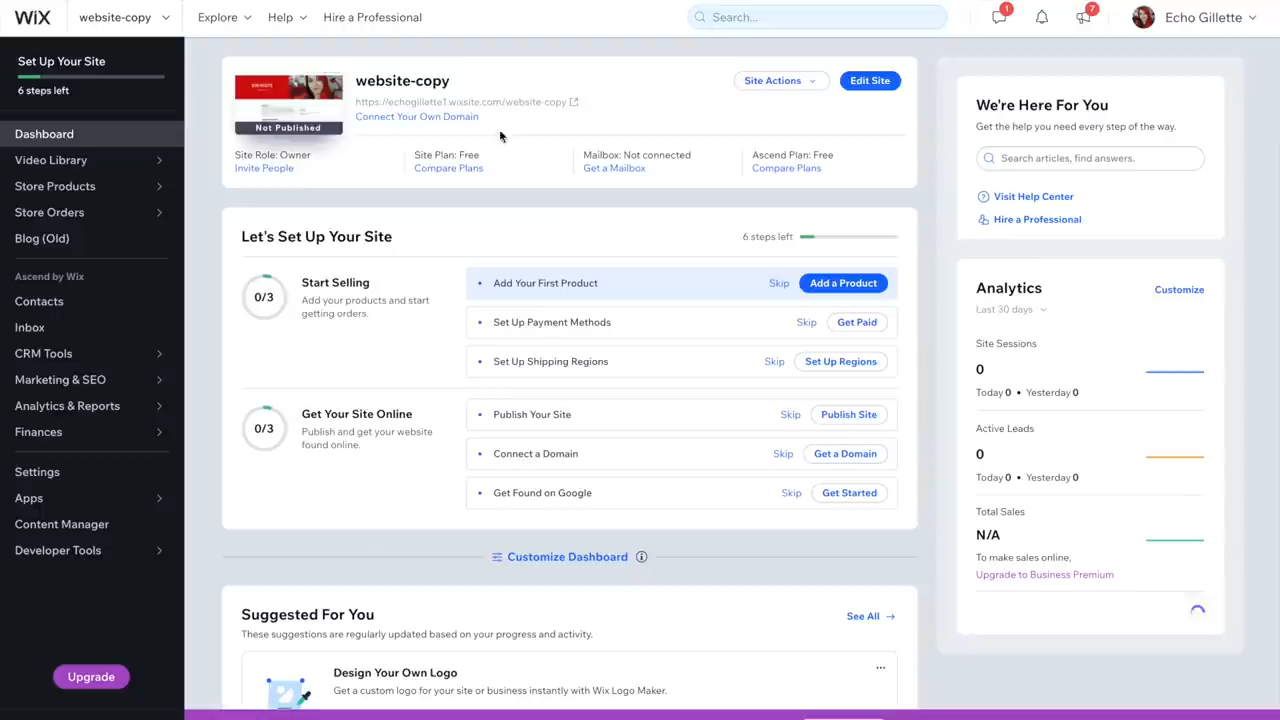 WiX
website-copy
Explore
Help
Hire a Professional
Search...
1
7
Echo Gillette
Set Up Your Site
6 steps left
Dashboard
Video Library
Store Products
Store Orders
Blog (Old)
Ascend by Wix
Contacts
Inbox
CRM Tools
Marketing & SEO
Analytics & Reports
Finances
Settings
Apps
Content Manager
Developer Tools
Upgrade
Not Published
website-copy
https://echogillette1.wixsite.com/website-copy
Connect Your Own Domain
Site Actions
Edit Site
Site Role: Owner
Invite People
Site Plan: Free
Compare Plans
Mailbox: Not connected
Get a Mailbox
Ascend Plan: Free
Compare Plans
Let's Set Up Your Site
6 steps left
0/3
Start Selling
Add your products and start
getting orders.
Add Your First Product
Skip
Add a Product
Set Up Payment Methods
Skip
Get Paid
Set Up Shipping Regions
Skip
Set Up Regions
0/3
Get Your Site Online
Publish and get your website
found online.
Publish Your Site
Skip
Publish Site
Connect a Domain
Skip
Get a Domain
Get Found on Google
Skip
Get Started
Customize Dashboard
Suggested For You
See All
These suggestions are regularly updated based on your progress and activity.
Design Your Own Logo
Get a custom logo for your site or business instantly with Wix Logo Maker.
We're Here For You
Get the help you need every step of the way.
Search articles, find answers.
Visit Help Center
Hire a Professional
Analytics
Customize
Last 30 days
Site Sessions
0
Today 0 • Yesterday 0
Active Leads
0
Today 0 • Yesterday 0
Total Sales
N/A
To make sales online,
Upgrade to Business Premium